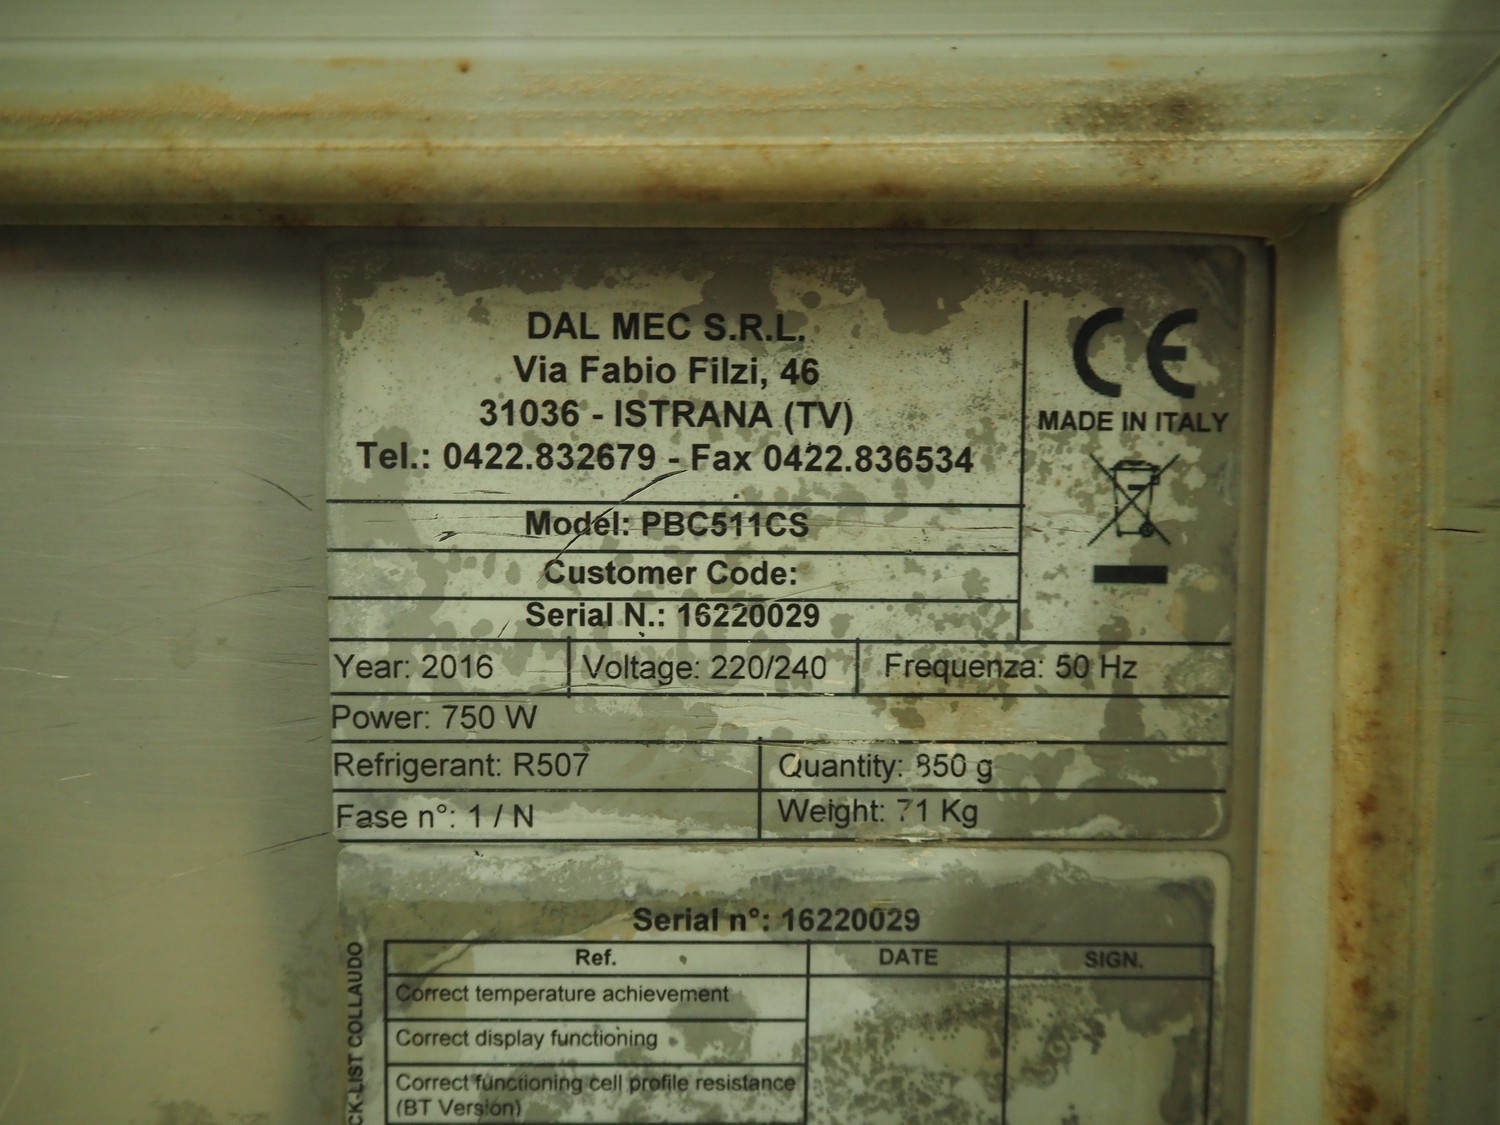 DAL MEC S.R.L.
Via Fabio Filzi, 46
31036 - ISTRANA (TV)
Tel.: 0422.832679 - Fax 0422.836534
CE
MADE IN ITALY
Model: PBC511CS
Customer Code:
Serial N.: 16220029
Year: 2016 Voltage: 220/240 Frequenza: 50 Hz
Power: 750 W
Refrigerant: R507 Quantity: 850 g
Fase n°: 1 / N Weight: 71 Kg
Serial n°: 16220029
CK-LIST COLLAUDO
Ref. DATE SIGN.
Correct temperature achievement
Correct display functioning
Correct functioning cell profile resistance
(BT Version)